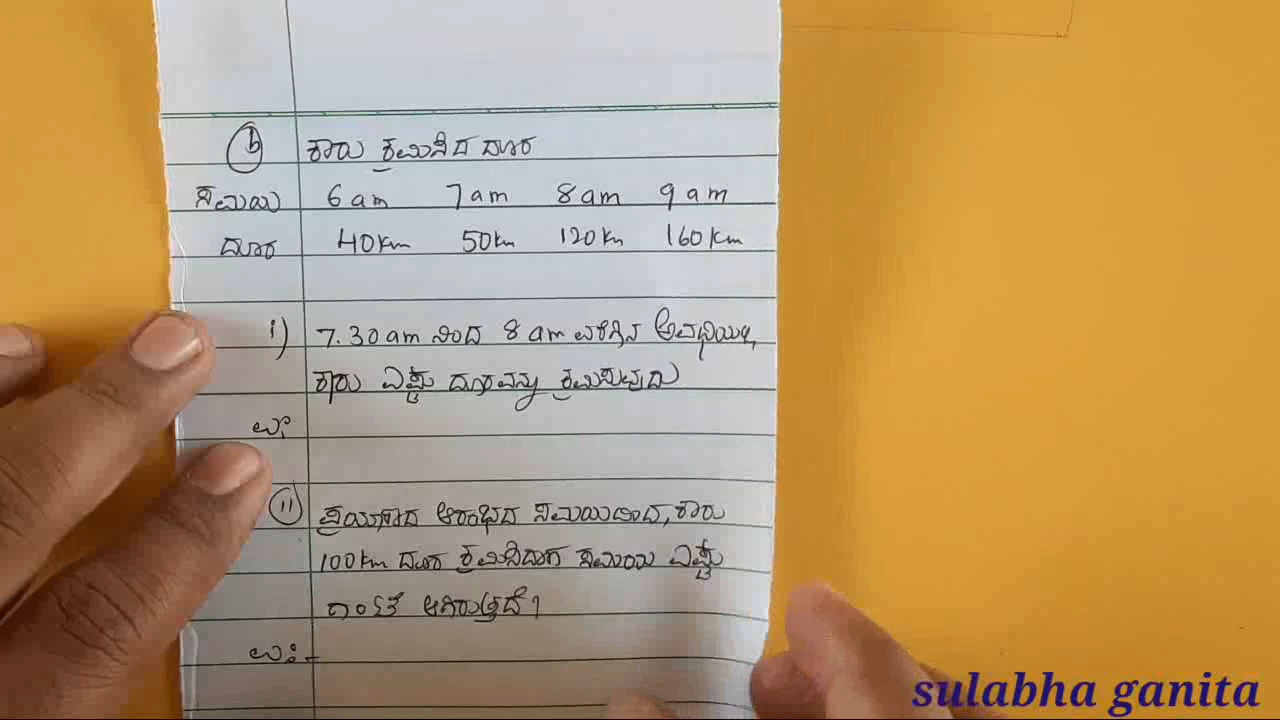 b ಕಾರು ಕ್ರಮಿಸಿದ ದೂರ
ಸಮಯ 6 am 7 am 8 am 9 am
ದೂರ 40 km 50 km 120 km 160 km
i) 7.30 am ನಿಂದ 8 am ವರೆಗಿನ ಅವಧಿಯಲ್ಲಿ
ಕಾರು ಎಷ್ಟು ದೂರವನ್ನು ಕ್ರಮಿಸುವುದು
ಉ:
ii ಪ್ರಯಾಣದ ಆರಂಭದ ಸಮಯದಿಂದ, ಕಾರು
100 km ದೂರ ಕ್ರಮಿಸಿದಾಗ ಸಮಯ ಎಷ್ಟು
ಗಂಟೆ ಆಗಿರುತ್ತದೆ?
ಉ:-
sulabha ganita